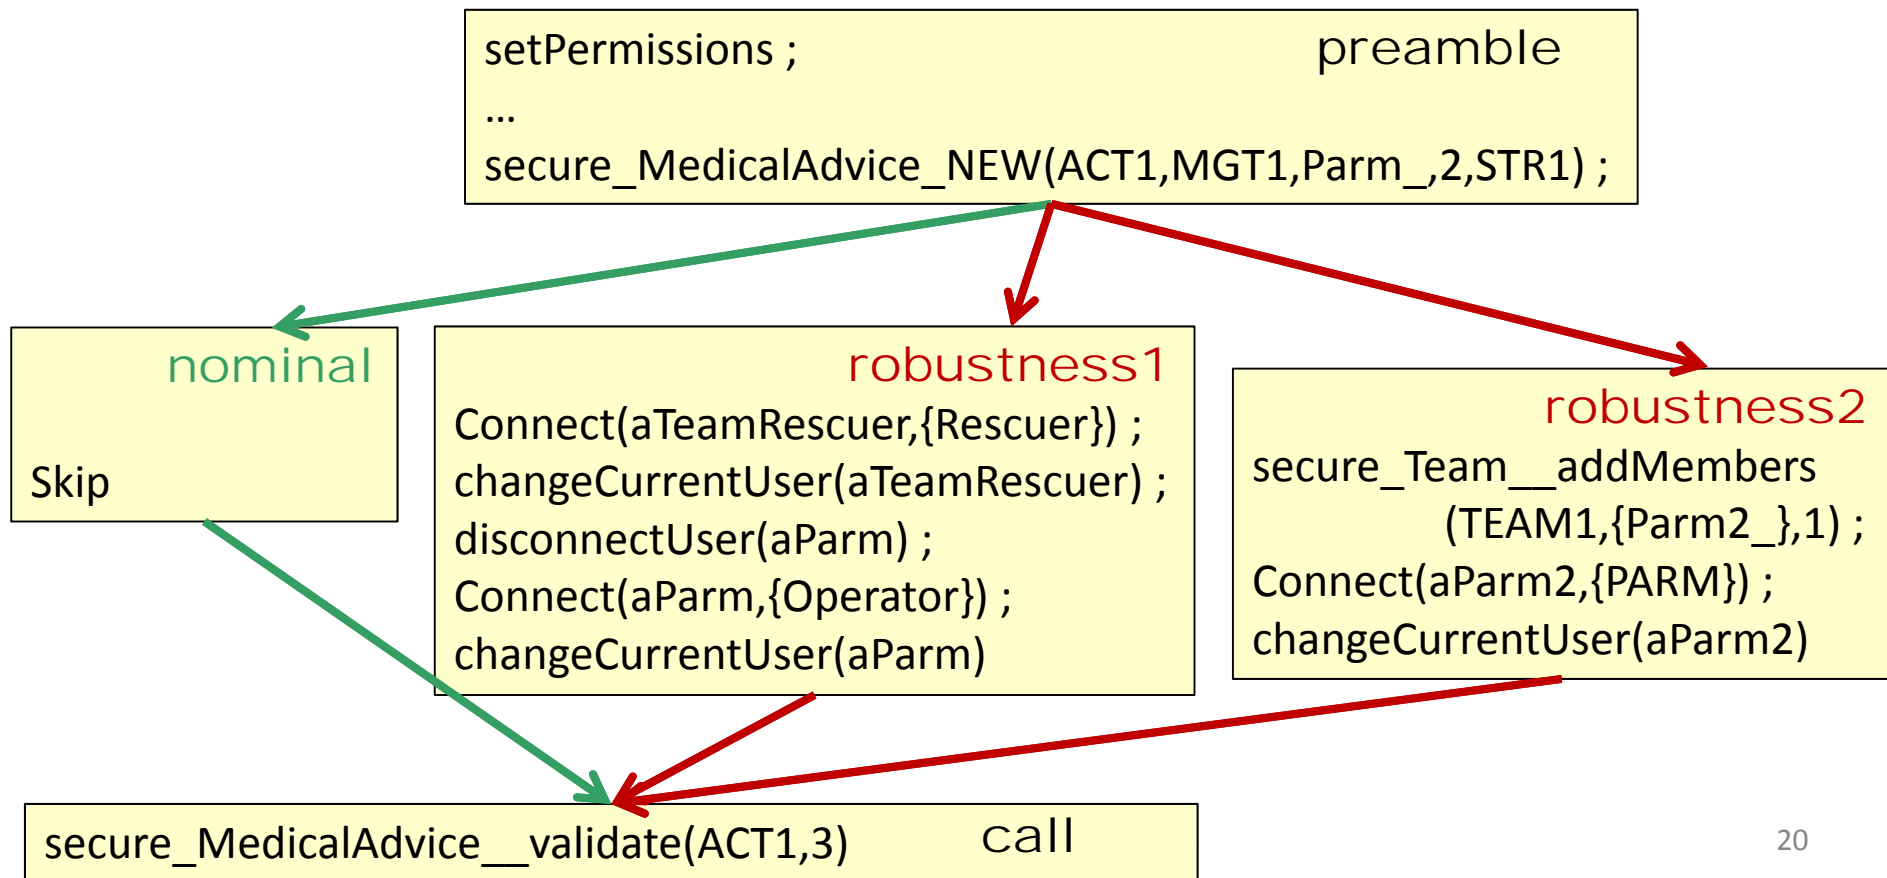 setPermissions ; preamble
…
secure_MedicalAdvice_NEW(ACT1,MGT1,Parm_,2,STR1) ;
nominal
Skip
robustness1
Connect(aTeamRescuer,{Rescuer}) ;
changeCurrentUser(aTeamRescuer) ;
disconnectUser(aParm) ;
Connect(aParm,{Operator}) ;
changeCurrentUser(aParm)
robustness2
secure_Team__addMembers
(TEAM1,{Parm2_},1) ;
Connect(aParm2,{PARM}) ;
changeCurrentUser(aParm2)
secure_MedicalAdvice__validate(ACT1,3) call
20